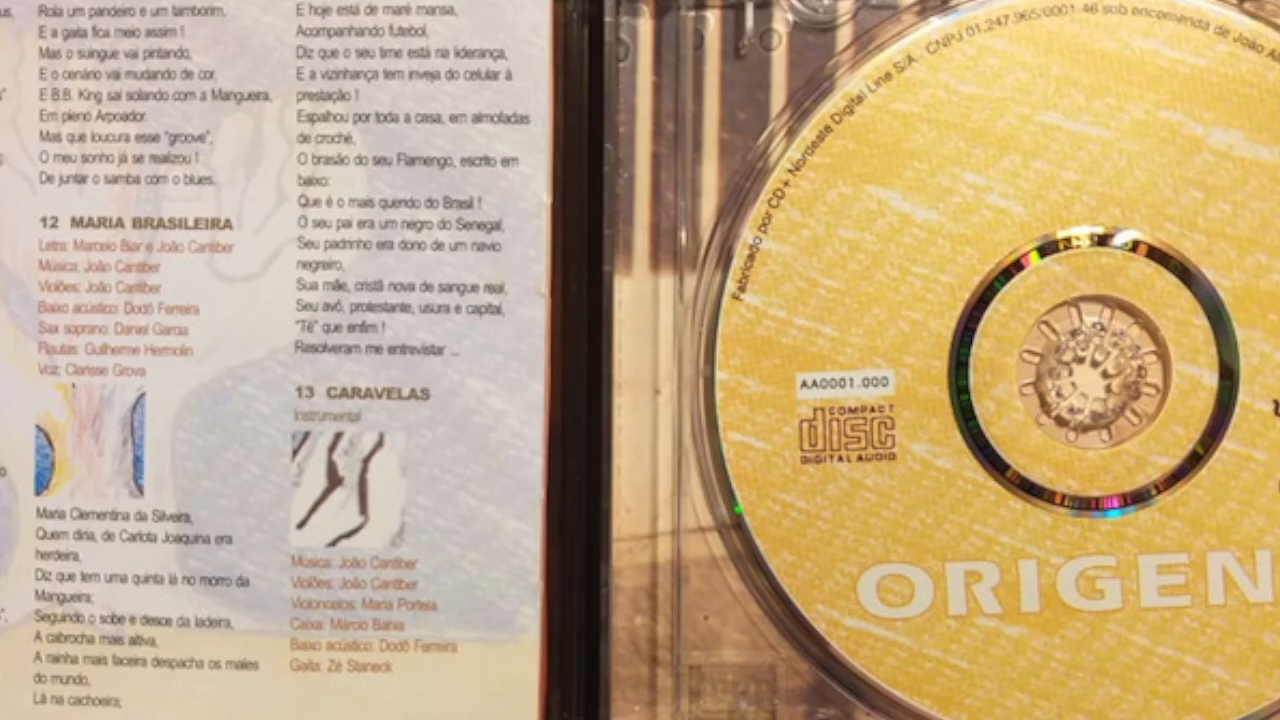 us,
Rola um pandeiro e um tamborim,
E a gaita fica meio assim !
Mas o suingue vai pintando,
E o cenário vai mudando de cor,
E B.B. King sai solando com a Mangueira,
Em pleno Arpoador.
Mas que loucura esse "groove",
O meu sonho já se realizou !
De juntar o samba com o blues.
12 MARIA BRASILEIRA
Letra: Marcelo Biar e João Cantiber
Música: João Cantiber
Violões: João Cantiber
Baixo acústico: Dodô Ferreira
Sax soprano: Daniel Garcia
Flautas: Guilherme Hermolin
Voz: Clarisse Grova
Maria Clementina da Silveira,
Quem diria, de Carlota Joaquina era
herdeira,
Diz que tem uma quinta lá no morro da
Mangueira;
Seguindo o sobe e desce da ladeira,
A cabrocha mais altiva,
A rainha mais faceira despacha os males
do mundo,
Lá na cachoeira;
E hoje está de maré mansa,
Acompanhando futebol,
Diz que o seu time está na liderança,
E a vizinhança tem inveja do celular à
prestação !
Espalhou por toda a casa, em almofadas
de croché,
O brasão do seu Flamengo, escrito em
baixo:
Que é o mais querido do Brasil !
O seu pai era um negro do Senegal,
Seu padrinho era dono de um navio
negreiro,
Sua mãe, cristã nova de sangue real,
Seu avô, protestante, usura e capital,
"Tê" que enfim !
Resolveram me entrevistar ...
13 CARAVELAS
Instrumental
Música: João Cantiber
Violões: João Cantiber
Violoncelos: Maria Portela
Caixa: Márcio Bahia
Baixo acústico: Dodô Ferreira
Gaita: Zé Staneck
Fabricado por CD+ Nordeste Digital Line S/A - CNPJ 01.247.965/0001 46 sob encomenda de João
AA0001.000
COMPACT
disc
DIGITAL AUDIO
ORIGEN